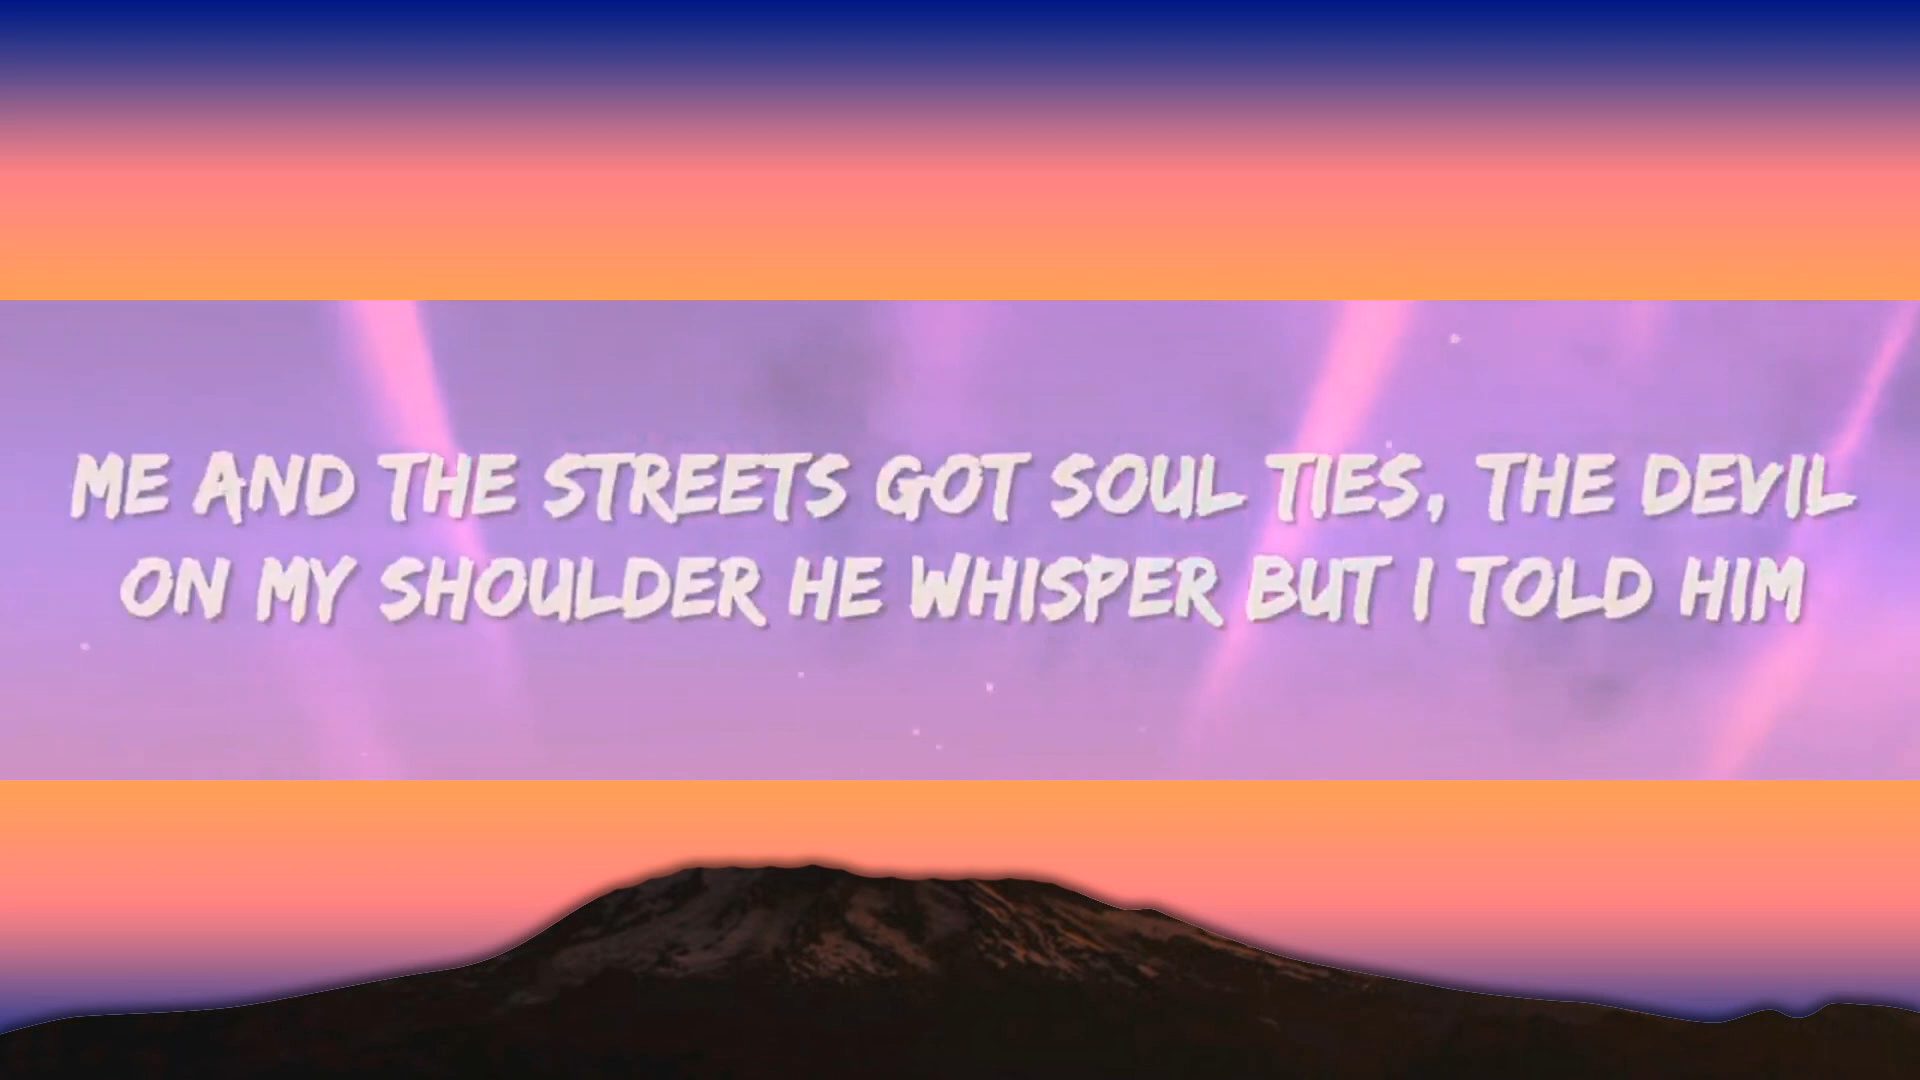 ME AND THE STREETS GOT SOUL TIES, THE DEVIL
ON MY SHOULDER HE WHISPER BUT I TOLD HIM